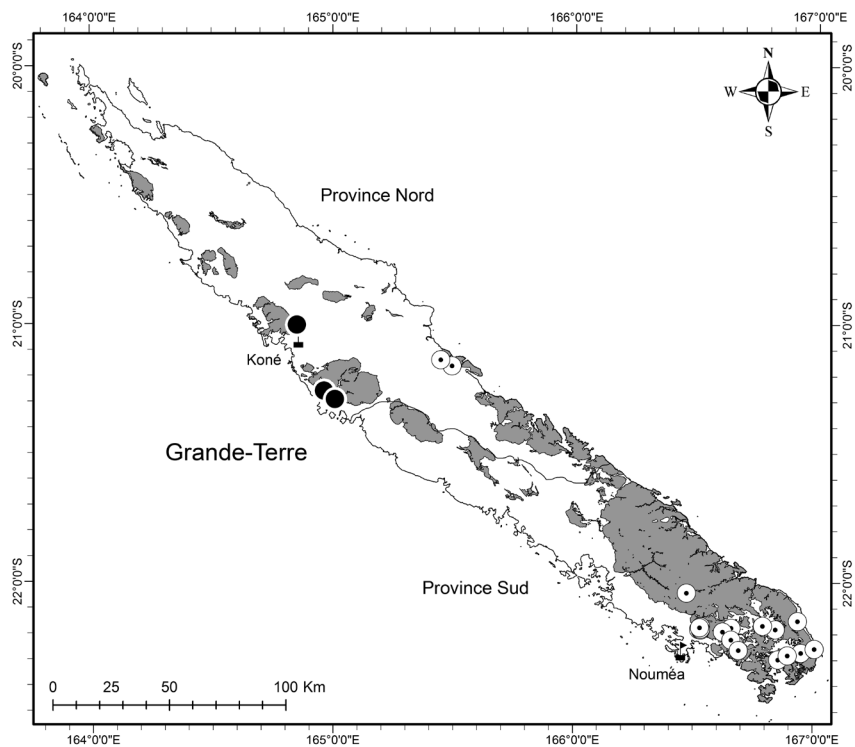 164°0'0"E 165°0'0"E 166°0'0"E 167°0'0"E
20°0'0"S 20°0'0"S
N
W E
S
Province Nord
21°0'0"S 21°0'0"S
Koné
Grande-Terre
22°0'0"S 22°0'0"S
Province Sud
Nouméa
0 25 50 100 Km
164°0'0"E 165°0'0"E 166°0'0"E 167°0'0"E